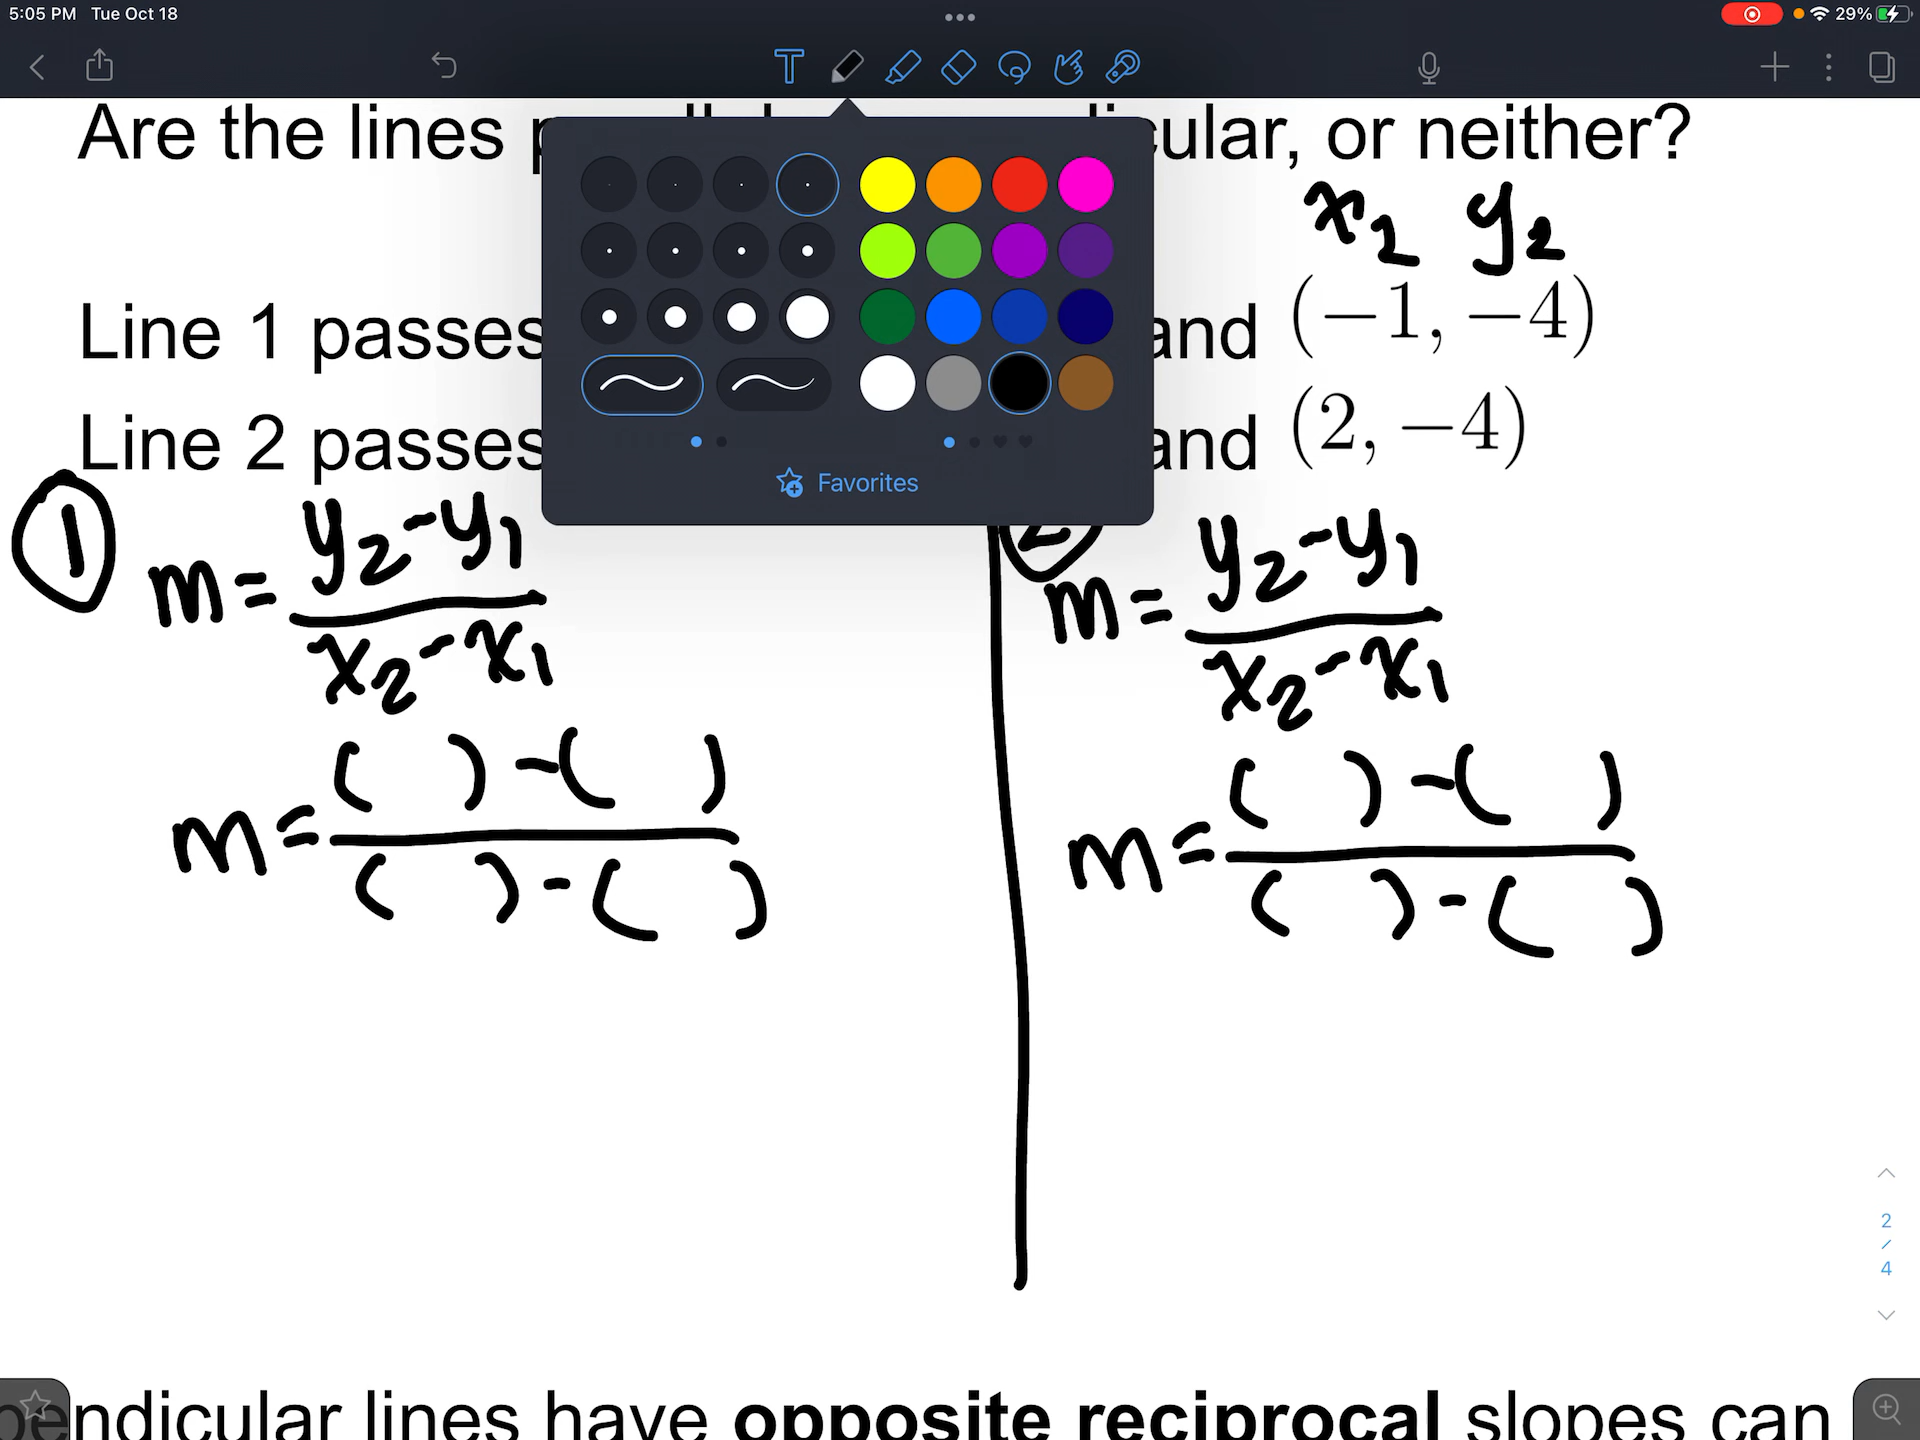 5:05 PM Tue Oct 18
29%
Are the lines or neither?
x2 y2
Line 1 passes and (−1, −4)
Line 2 passes and (2, −4)
Favorites
1 m = y2 - y1 / x2 - x1
2 m = y2 - y1 / x2 - x1
m = ( ) - ( ) / ( ) - ( )
m = ( ) - ( ) / ( ) - ( )
2
/
4
endicular lines have opposite reciprocal slopes can